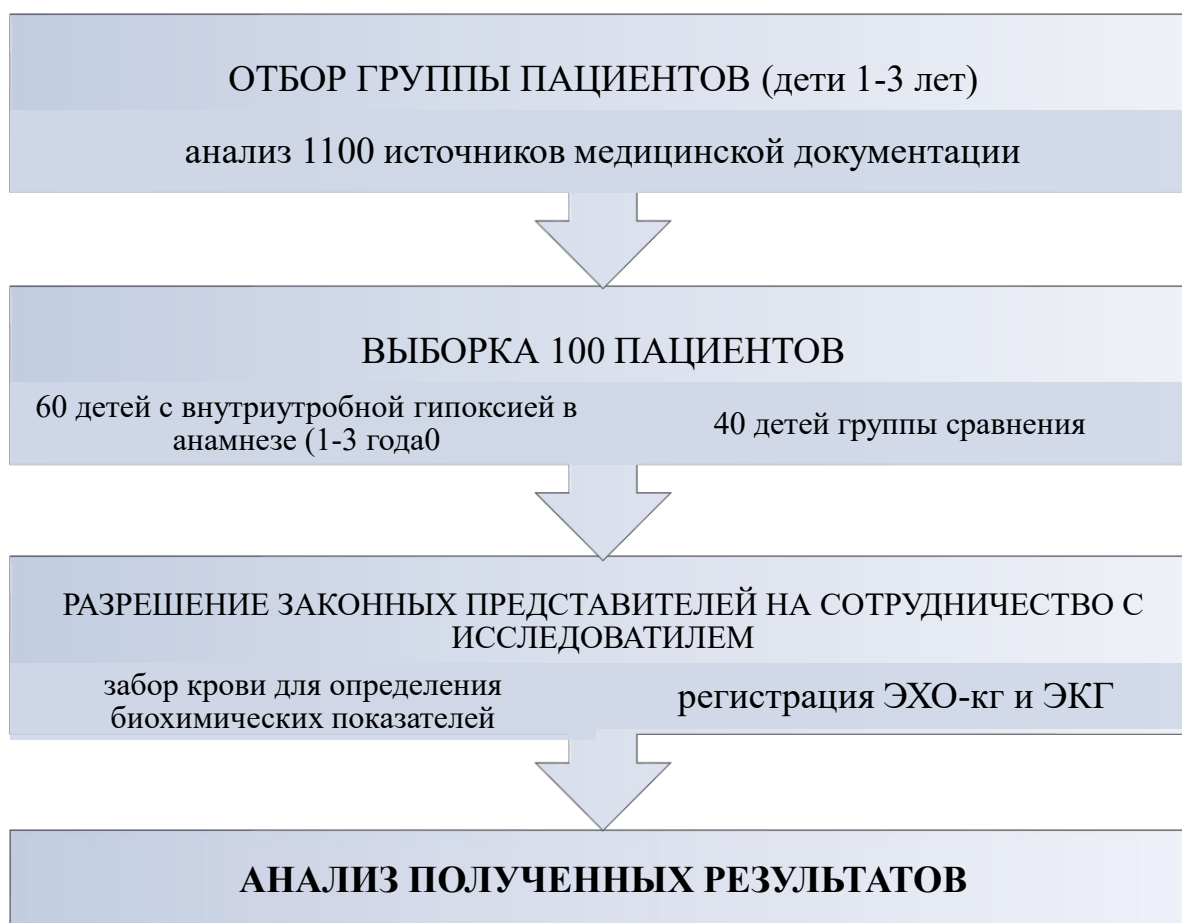 ОТБОР ГРУППЫ ПАЦИЕНТОВ (дети 1-3 лет)
анализ 1100 источников медицинской документации
ВЫБОРКА 100 ПАЦИЕНТОВ
60 детей с внутриутробной гипоксией в
анамнезе (1-3 года0
40 детей группы сравнения
РАЗРЕШЕНИЕ ЗАКОННЫХ ПРЕДСТАВИТЕЛЕЙ НА СОТРУДНИЧЕСТВО С
ИССЛЕДОВАТИЛЕМ
забор крови для определения
биохимических показателей
регистрация ЭХО-кг и ЭКГ
АНАЛИЗ ПОЛУЧЕННЫХ РЕЗУЛЬТАТОВ